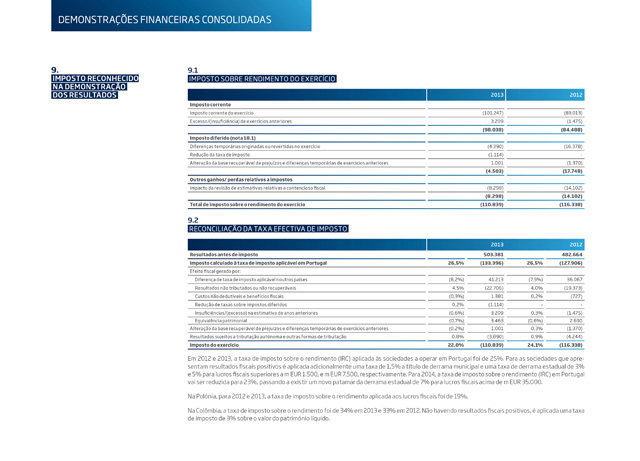 DEMONSTRAÇÕES FINANCEIRAS CONSOLIDADAS
9.
IMPOSTO RECONHECIDO
NA DEMONSTRAÇÃO
DOS RESULTADOS
9.1
IMPOSTO SOBRE RENDIMENTO DO EXERCÍCIO
2013 2012
Imposto corrente
Imposto corrente do exercício (101.247) (83.013)
Excesso/(insuficiência) de exercícios anteriores 3.209 (1.475)
(98.038) (84.488)
Imposto diferido (nota 18.1)
Diferenças temporárias originadas ou revertidas no exercício (4.390) (16.378)
Redução da taxa de imposto (1.114) -
Alteração da base recuperável de prejuízos e diferenças temporárias de exercícios anteriores 1.001 (1.370)
(4.503) (17.748)
Outros ganhos/ perdas relativos a impostos
Impacto da revisão de estimativas relativas a contencioso fiscal (8.298) (14.102)
(8.298) (14.102)
Total de imposto sobre o rendimento do exercício (110.839) (116.338)
9.2
RECONCILIAÇÃO DA TAXA EFECTIVA DE IMPOSTO
2013 2012
Resultados antes de imposto 503.381 482.664
Imposto calculado à taxa de imposto aplicável em Portugal 26,5% (133.396) 26,5% (127.906)
Efeito fiscal gerado por:
Diferença de taxa de imposto aplicável noutros países (8,2%) 41.213 (7,5%) 36.087
Resultados não tributados ou não recuperáveis 4,5% (22.706) 4,0% (19.373)
Custos não dedutíveis e benefícios fiscais (0,3%) 1.381 0,2% (727)
Redução de taxas sobre impostos diferidos 0,2% (1.114) - -
Insuficiências/(excesso) na estimativa de anos anteriores (0,6%) 3.209 0,3% (1.475)
Equivalência patrimonial (0,7%) 3.463 (0,6%) 2.690
Alteração da base recuperável de prejuízos e diferenças temporárias de exercícios anteriores (0,2%) 1.001 0,3% (1.370)
Resultados sujeitos a tributação autónoma e outras formas de tributação 0,8% (3.890) 0,9% (4.244)
Imposto do exercício 22,0% (110.839) 24,1% (116.338)
Em 2012 e 2013, a taxa de imposto sobre o rendimento (IRC) aplicada às sociedades a operar em Portugal foi de 25%. Para as sociedades que apre-
sentam resultados fiscais positivos é aplicada adicionalmente uma taxa de 1,5% a título de derrama municipal e uma taxa de derrama estadual de 3%
e 5% para lucros fiscais superiores a m EUR 1.500, e m EUR 7.500, respectivamente. Para 2014, a taxa de imposto sobre o rendimento (IRC) em Portugal
vai ser reduzida para 23%, passando a existir um novo patamar da derrama estadual de 7% para lucros fiscais acima de m EUR 35.000.
Na Polónia, para 2012 e 2013, a taxa de imposto sobre o rendimento aplicada aos lucros fiscais foi de 19%.
Na Colômbia, a taxa de imposto sobre o rendimento foi de 34% em 2013 e 33% em 2012. Não havendo resultados fiscais positivos, é aplicada uma taxa
de imposto de 3% sobre o valor do património líquido.